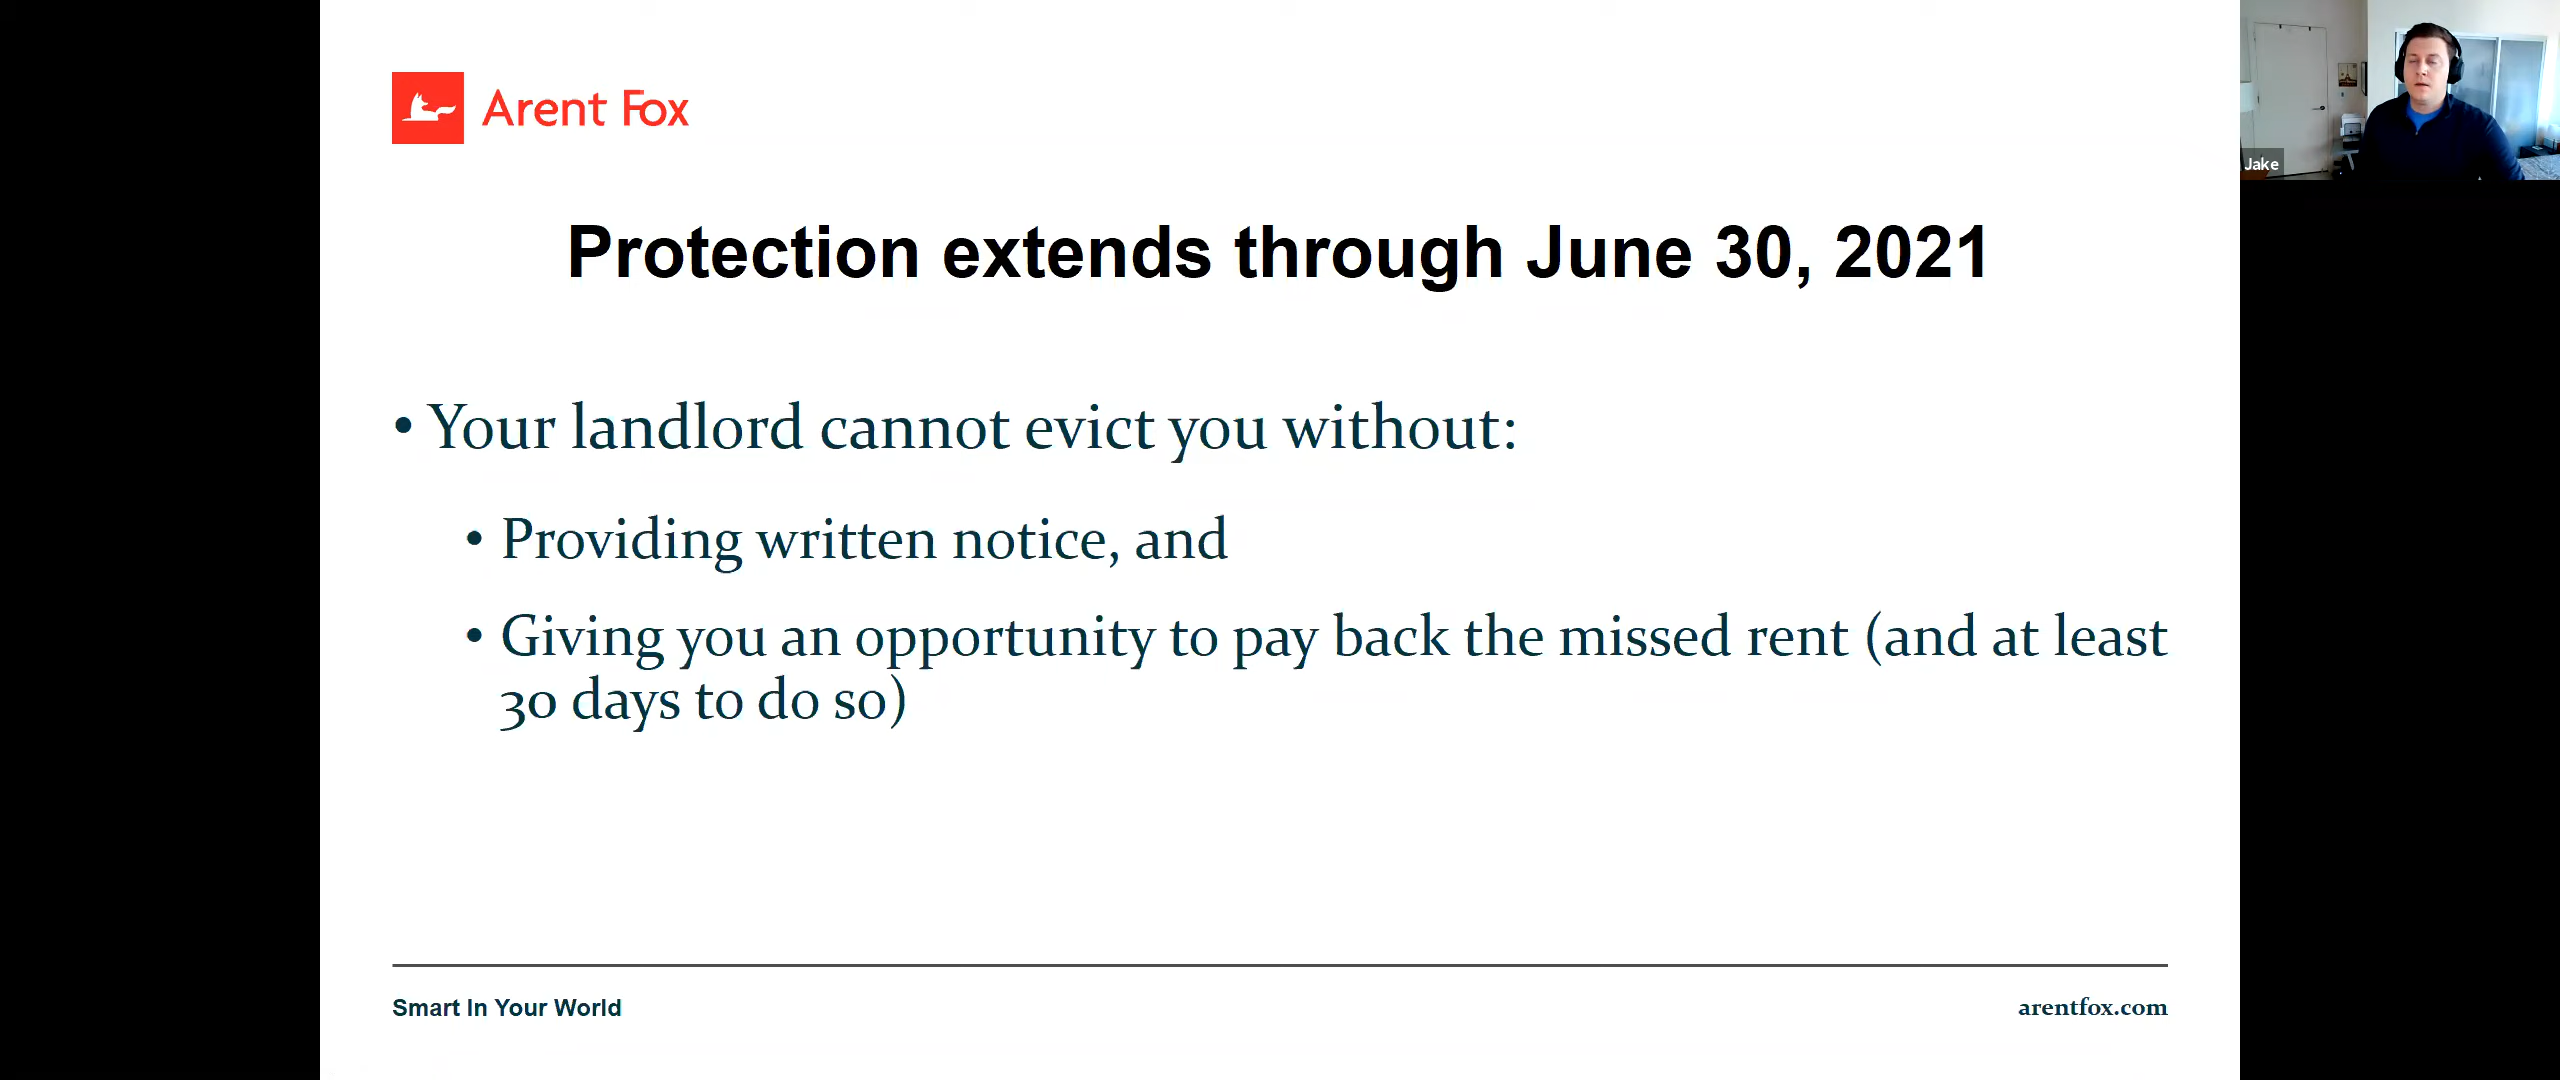 Arent Fox
Jake
Protection extends through June 30, 2021
• Your landlord cannot evict you without:
• Providing written notice, and
• Giving you an opportunity to pay back the missed rent (and at least
30 days to do so)
Smart In Your World
arentfox.com